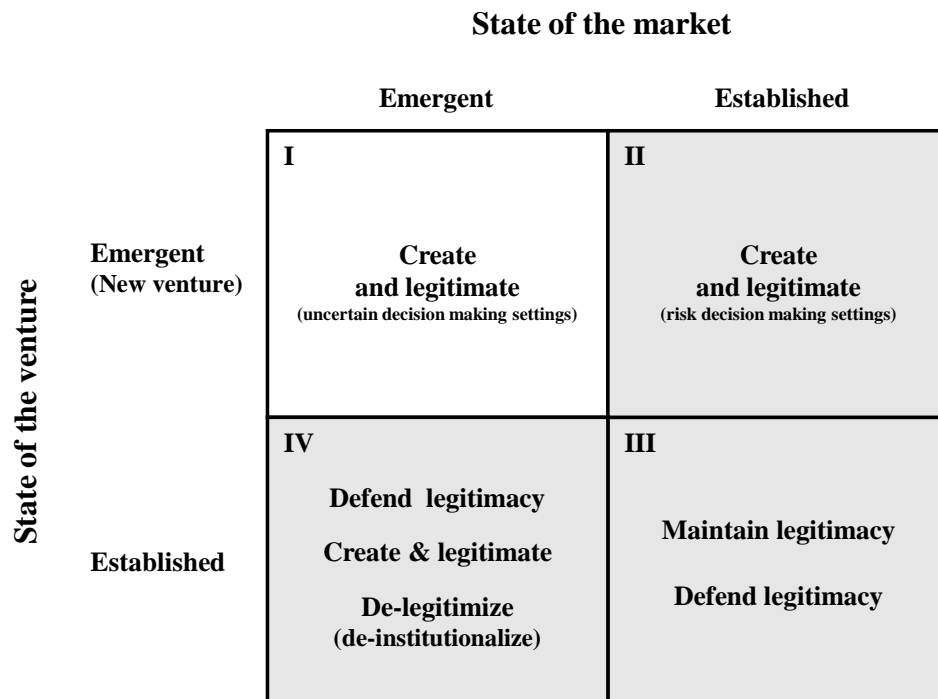 State of the market
Emergent
Established
State of the venture
Emergent
(New venture)
I
Create
and legitimate
(uncertain decision making settings)
II
Create
and legitimate
(risk decision making settings)
Established
IV
Defend legitimacy
Create & legitimate
De-legitimize
(de-institutionalize)
III
Maintain legitimacy
Defend legitimacy